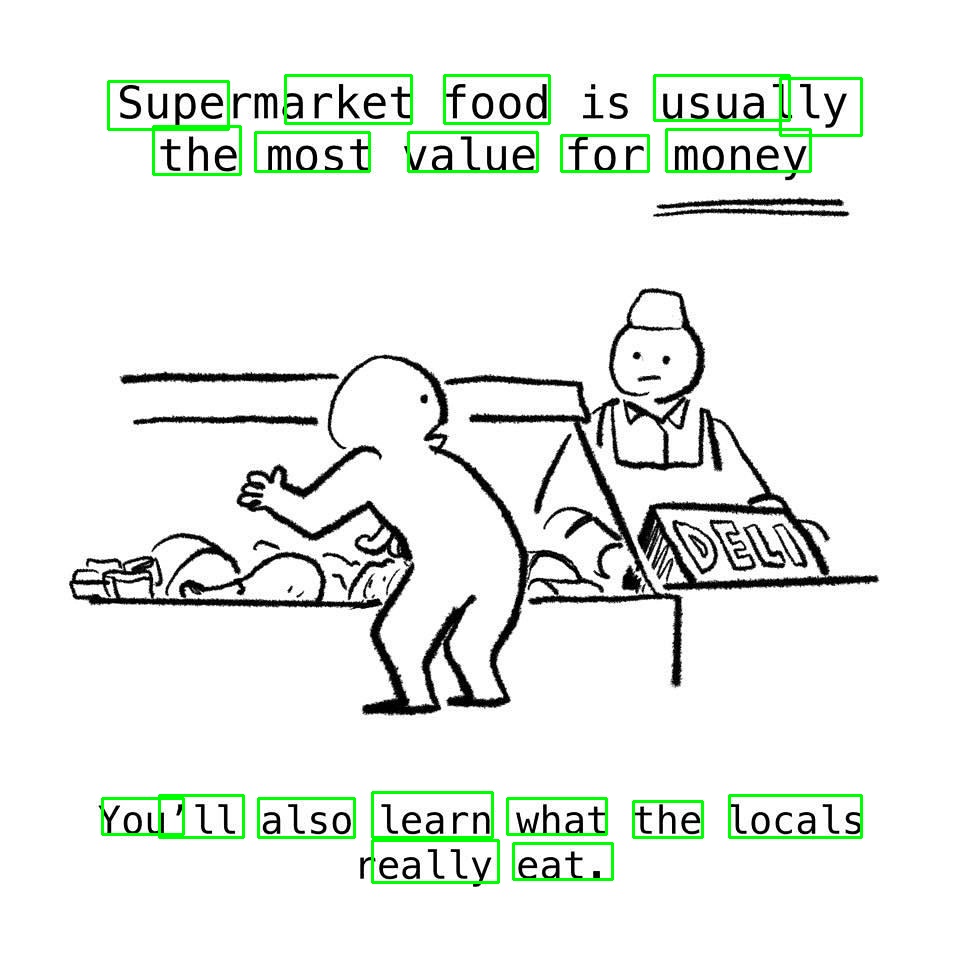 Supermarket food is usually
the most value for money
DELI
You’ll also learn what the locals
really eat.